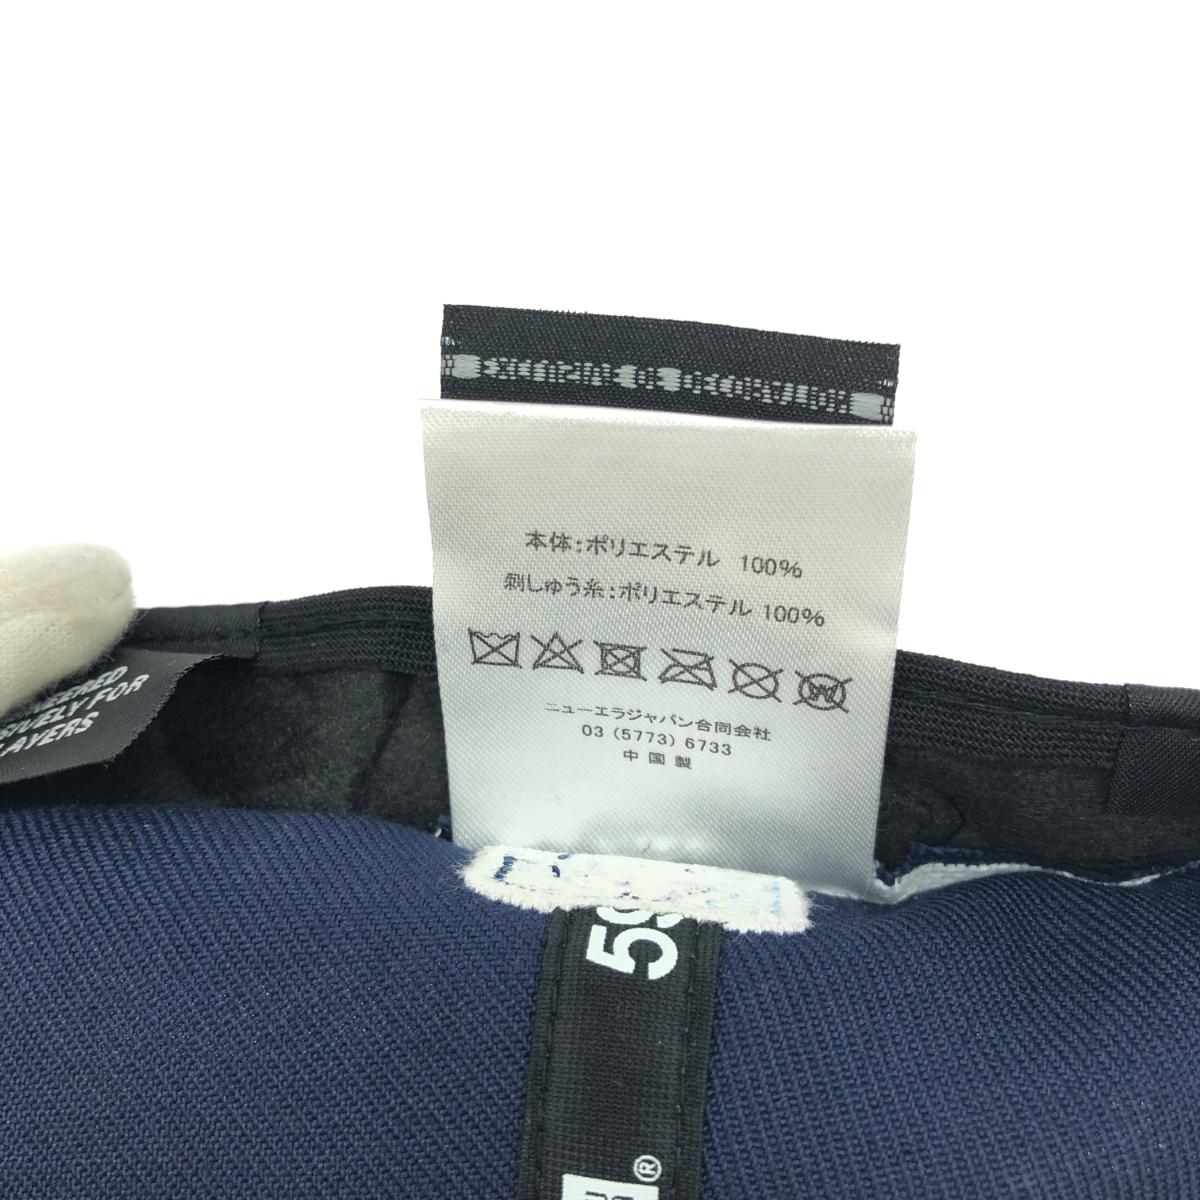 本体:ポリエステル 100%
刺しゅう糸:ポリエステル 100%
ニューエラジャパン合同会社
03 (5773) 6733
中国製
FOR
59
®